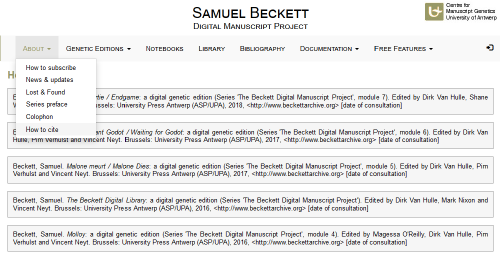 SAMUEL BECKETT
DIGITAL MANUSCRIPT PROJECT
Centre for
Manuscript Genetics
University of Antwerp
ABOUT GENETIC EDITIONS NOTEBOOKS LIBRARY BIBLIOGRAPHY DOCUMENTATION FREE FEATURES
How to subscribe
News & updates
Lost & Found
Series preface
Colophon
How to cite
H
Be tie / Endgame: a digital genetic edition (Series 'The Beckett Digital Manuscript Project', module 7). Edited by Dirk Van Hulle, Shane
W Brussels: University Press Antwerp (ASP/UPA), 2018, <http://www.beckettarchive.org> [date of consultation]
Be ant Godot / Waiting for Godot: a digital genetic edition (Series 'The Beckett Digital Manuscript Project', module 6). Edited by Dirk Van
Hulle, Pim Verhulst and Vincent Neyt. Brussels: University Press Antwerp (ASP/UPA), 2017, <http://www.beckettarchive.org> [date of consultation]
Beckett, Samuel. Malone meurt / Malone Dies: a digital genetic edition (Series 'The Beckett Digital Manuscript Project', module 5). Edited by Dirk Van Hulle, Pim
Verhulst and Vincent Neyt. Brussels: University Press Antwerp (ASP/UPA), 2017, <http://www.beckettarchive.org> [date of consultation]
Beckett, Samuel. The Beckett Digital Library: a digital genetic edition (Series 'The Beckett Digital Manuscript Project'). Edited by Dirk Van Hulle, Mark Nixon and
Vincent Neyt. Brussels: University Press Antwerp (ASP/UPA), 2016, <http://www.beckettarchive.org> [date of consultation]
Beckett, Samuel. Molloy: a digital genetic edition (Series 'The Beckett Digital Manuscript Project', module 4). Edited by Magessa O'Reilly, Dirk Van Hulle, Pim
Verhulst and Vincent Neyt. Brussels: University Press Antwerp (ASP/UPA), 2016, <http://www.beckettarchive.org> [date of consultation]